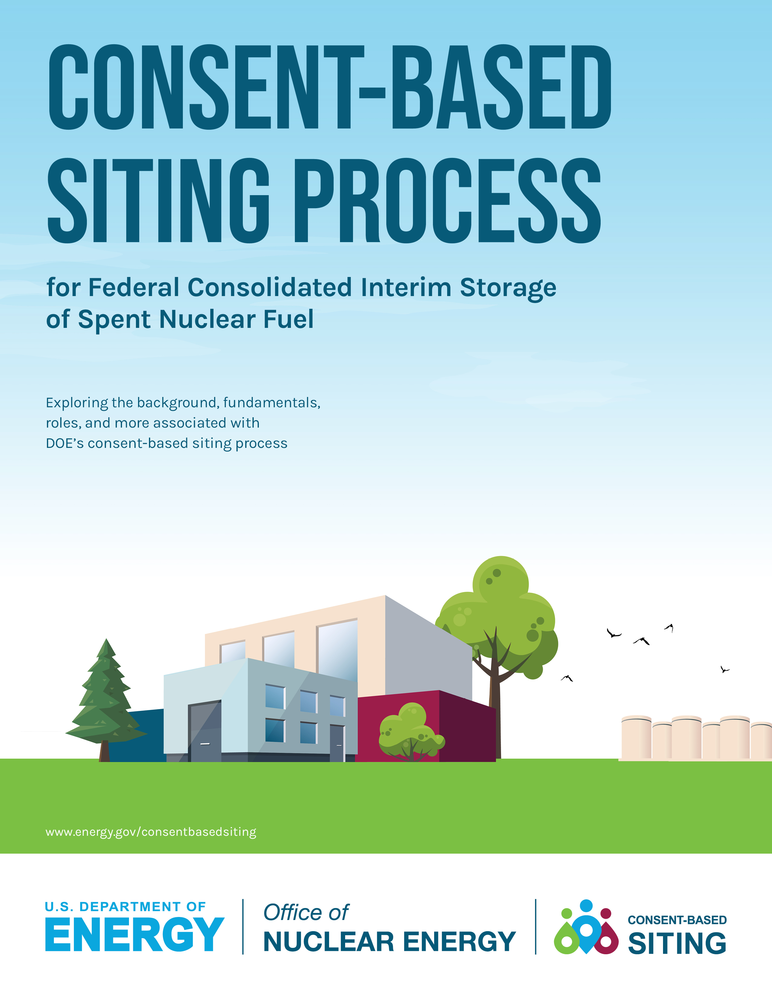 CONSENT-BASED
SITING PROCESS
for Federal Consolidated Interim Storage
of Spent Nuclear Fuel
Exploring the background, fundamentals,
roles, and more associated with
DOE’s consent-based siting process
www.energy.gov/consentbasedsiting
U.S. DEPARTMENT OF
ENERGY
Office of
NUCLEAR ENERGY
CONSENT-BASED
SITING